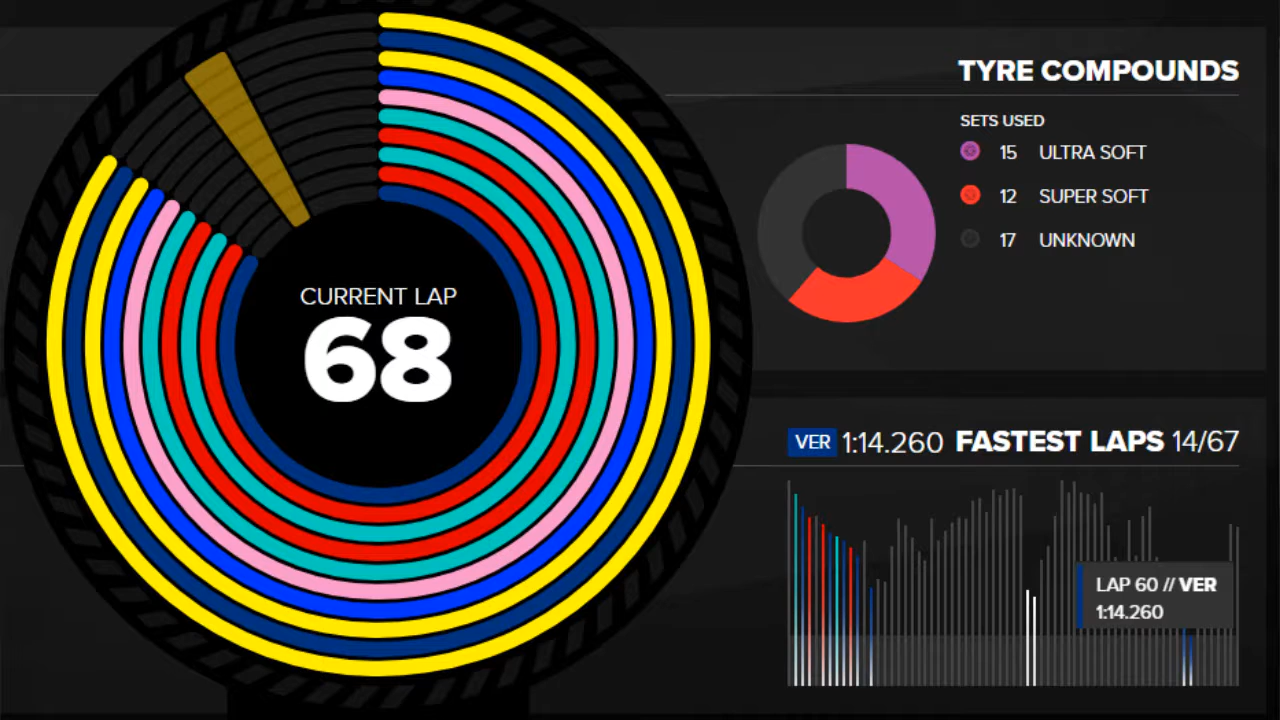 CURRENT LAP
68
TYRE COMPOUNDS
SETS USED
15 ULTRA SOFT
12 SUPER SOFT
17 UNKNOWN
VER 1:14.260 FASTEST LAPS 14/67
LAP 60 // VER
1:14.260